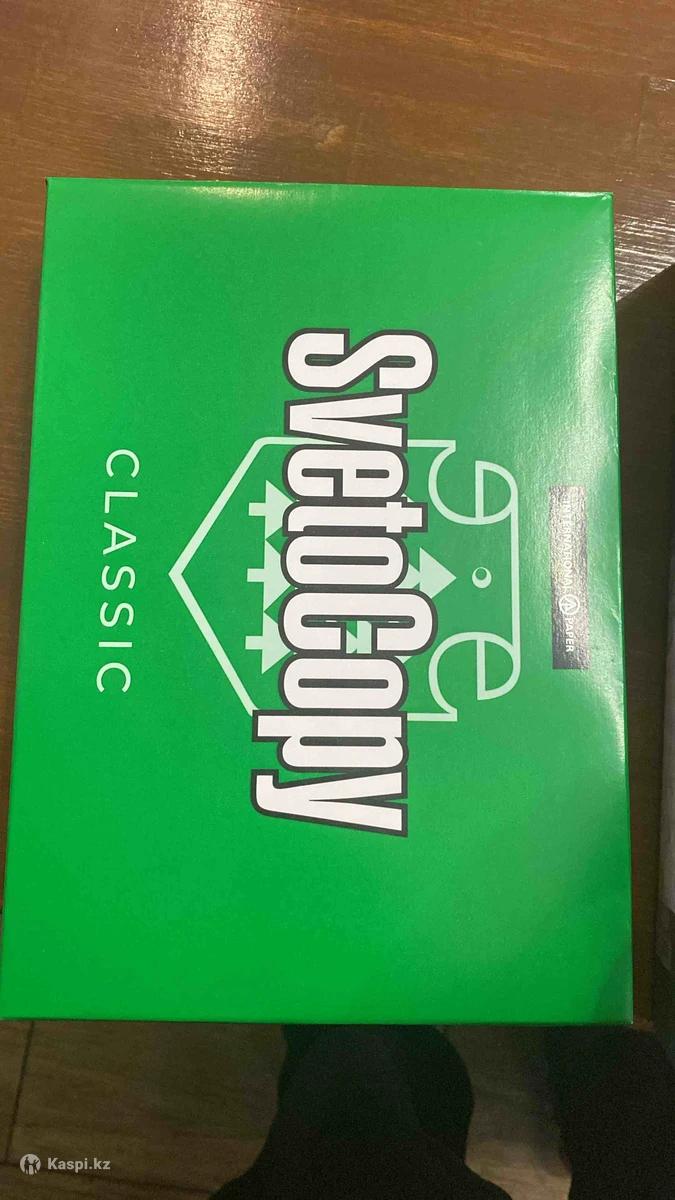 INTERNATIONAL PAPER
SvetoCopy
CLASSIC
Kaspi.kz